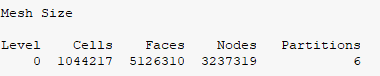 Mesh Size
Level Cells Faces Nodes Partitions
0 1044217 5126310 3237319 6